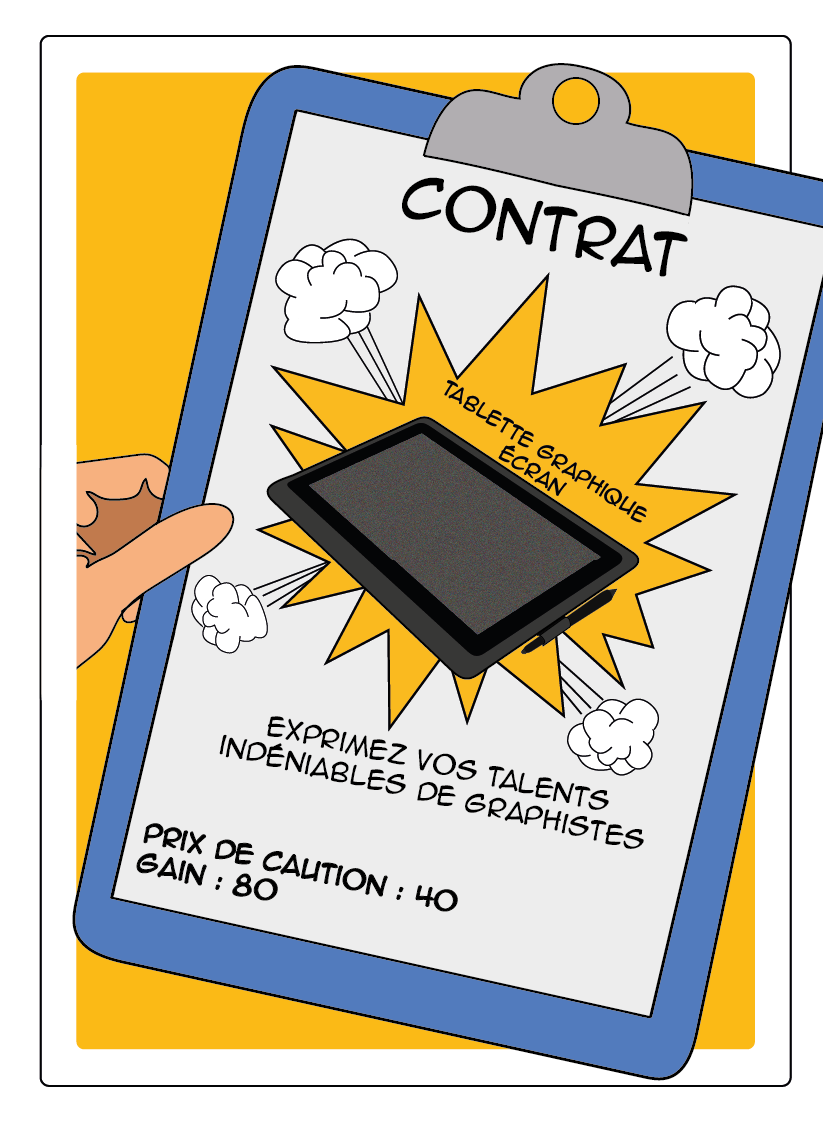 CONTRAT
TABLETTE GRAPHIQUE
ÉCRAN
EXPRIMEZ VOS TALENTS
INDÉNIABLES DE GRAPHISTES
PRIX DE CAUTION : 40
GAIN : 80